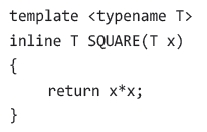 template <typename T>
inline T SQUARE(T x)
{
return x*x;
}